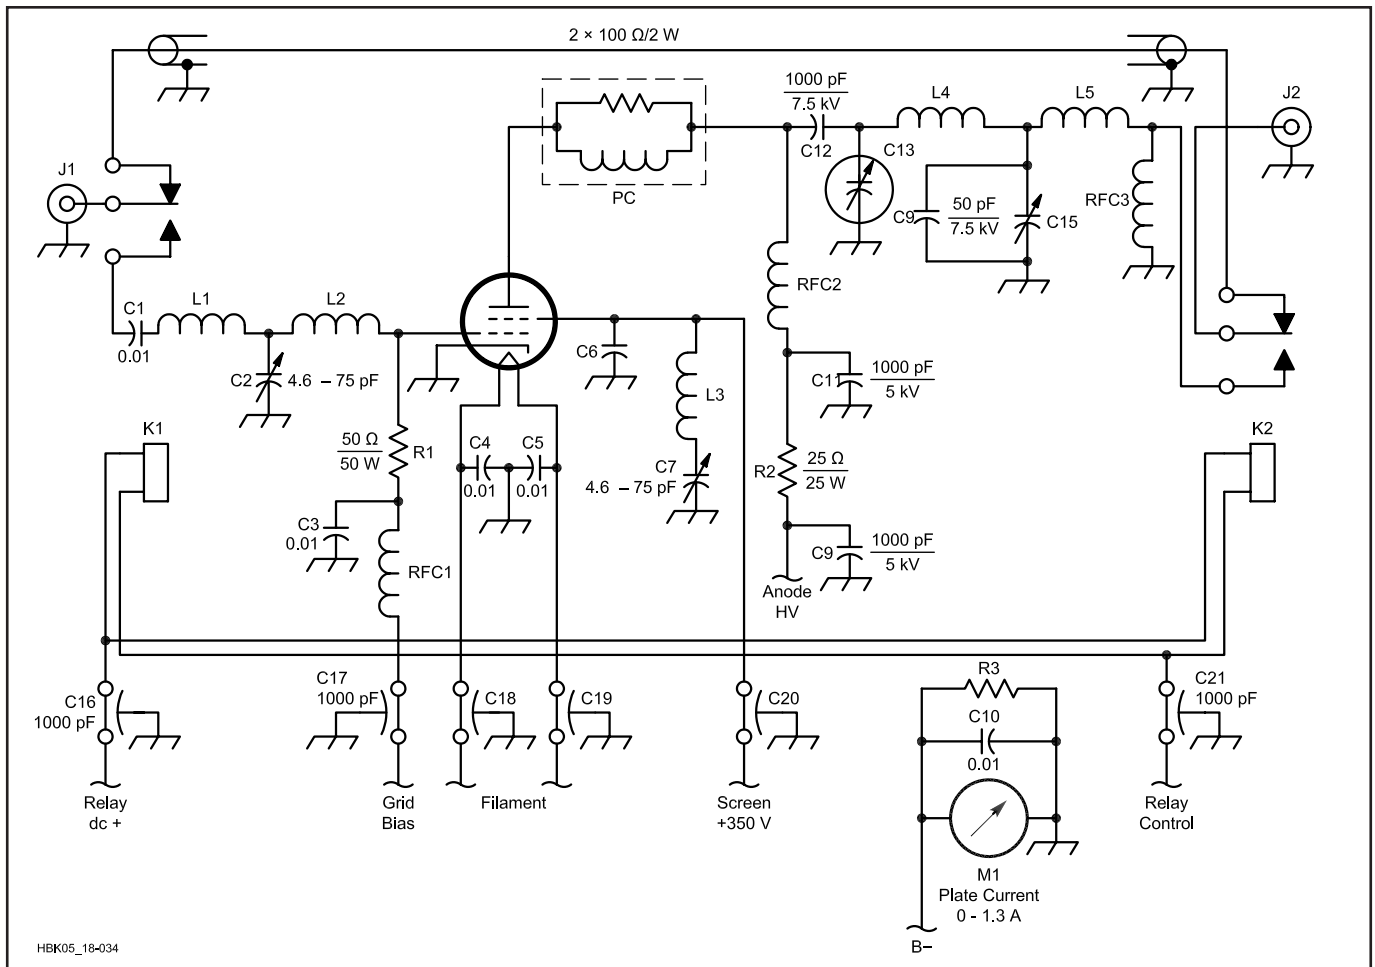 2 × 100 Ω/2 W
1000 pF
7.5 kV
C12
L4
L5
J2
J1
PC
C13
C9
50 pF
7.5 kV
C15
RFC3
C1
0.01
L1
L2
RFC2
C2
4.6 – 75 pF
C6
L3
C11
1000 pF
5 kV
K1
K2
50 Ω
50 W
R1
C4
0.01
C5
0.01
C7
4.6 – 75 pF
R2
25 Ω
25 W
C3
0.01
RFC1
C9
1000 pF
5 kV
Anode
HV
C16
1000 pF
C17
1000 pF
C18
C19
C20
R3
C10
0.01
C21
1000 pF
Relay
dc +
Grid
Bias
Filament
Screen
+350 V
Relay
Control
M1
Plate Current
0 - 1.3 A
B–
HBK05_18-034